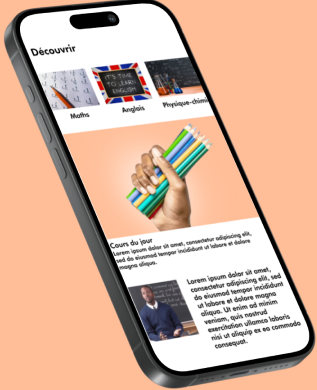 Découvrir
IT'S TIME
TO LEARN
ENGLISH
Maths
Anglais
Physique-chimi
Cours du jour
Lorem ipsum dolor sit amet, consectetur adipiscing elit,
sed do eiusmod tempor incididunt ut labore et dolore
magna aliqua.
Lorem ipsum dolor sit amet,
consectetur adipiscing elit, sed
do eiusmod tempor incididunt
ut labore et dolore magna
aliqua. Ut enim ad minim
veniam, quis nostrud
exercitation ullamco laboris
nisi ut aliquip ex ea commodo
consequat.